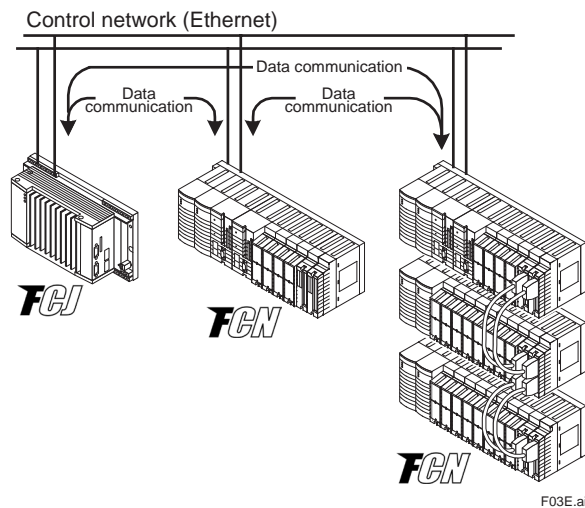 Control network (Ethernet)
Data communication
Data
communication
Data
communication
FCJ
FCN
FCN
F03E.ai